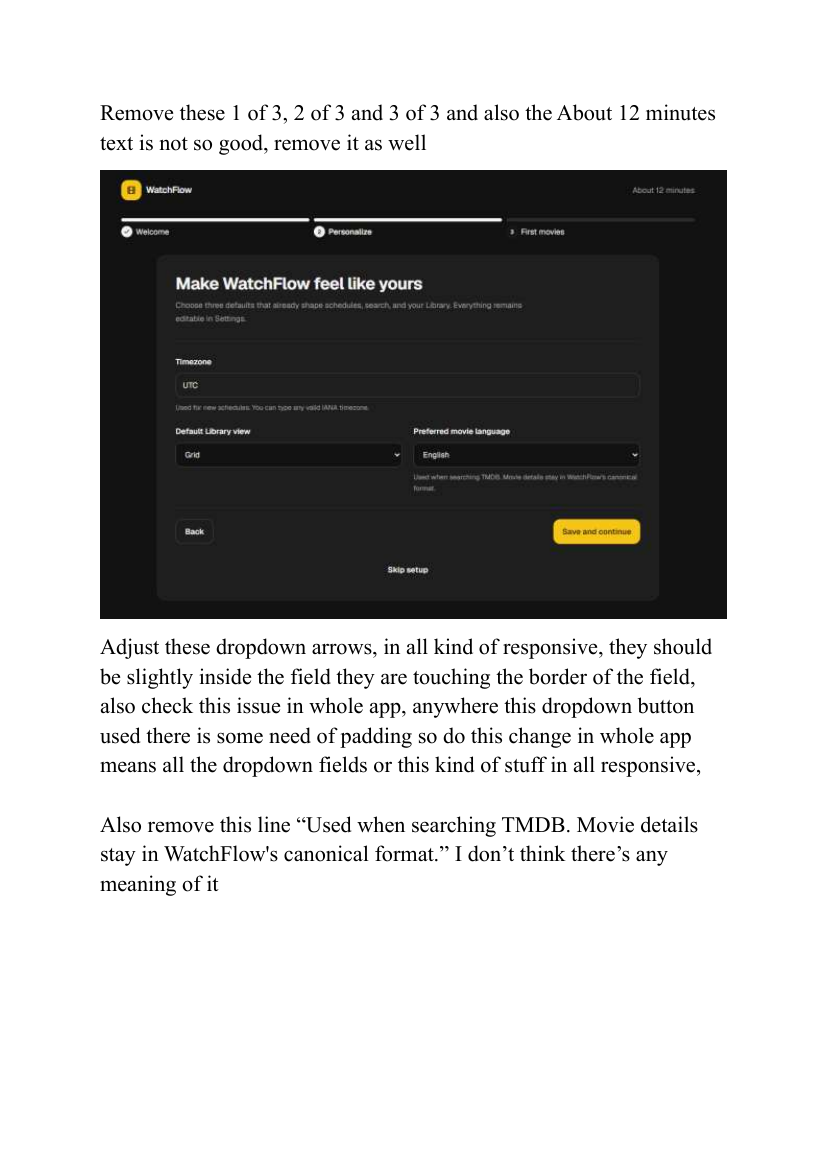 Remove these 1 of 3, 2 of 3 and 3 of 3 and also the About 12 minutes
text is not so good, remove it as well
WatchFlow
About 12 minutes
Welcome
2 Personalize
3 First movies
Make WatchFlow feel like yours
Choose three defaults that already shape schedules, search, and your Library. Everything remains
editable in Settings.
Timezone
UTC
Used for new schedules. You can type any valid IANA timezone.
Default Library view
Preferred movie language
Grid
English
Used when searching TMDB. Movie details stay in WatchFlow's canonical
format.
Back
Save and continue
Skip setup
Adjust these dropdown arrows, in all kind of responsive, they should
be slightly inside the field they are touching the border of the field,
also check this issue in whole app, anywhere this dropdown button
used there is some need of padding so do this change in whole app
means all the dropdown fields or this kind of stuff in all responsive,
Also remove this line “Used when searching TMDB. Movie details
stay in WatchFlow's canonical format.” I don’t think there’s any
meaning of it